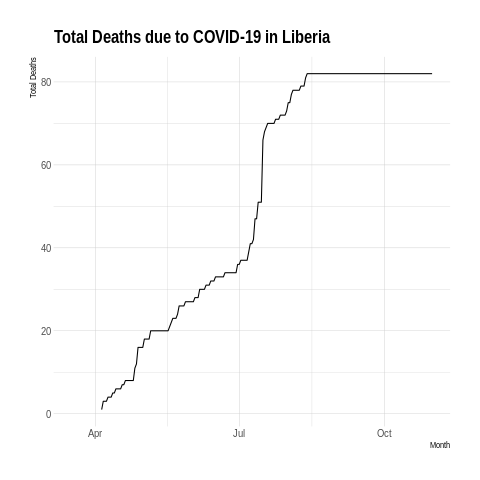 Total Deaths due to COVID-19 in Liberia
Total Deaths
80
60
40
20
0
Apr
Jul
Oct
Month